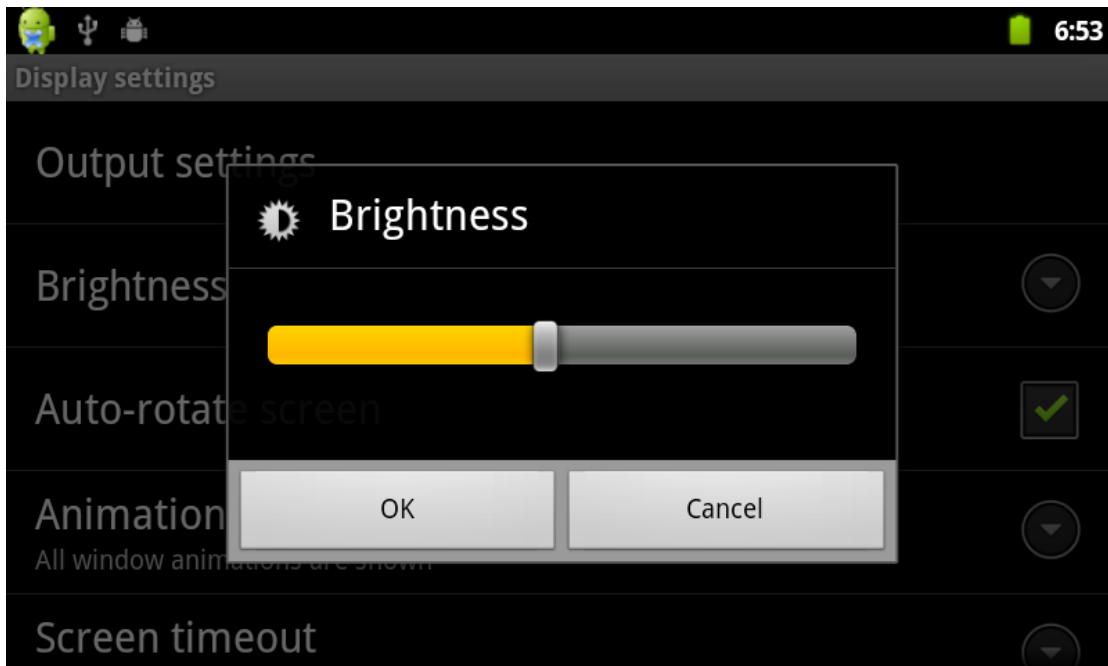 6:53
Display settings
Output settings
Brightness
Brightness
Auto-rotate screen
OK
Cancel
Animation
All window animations are shown
Screen timeout